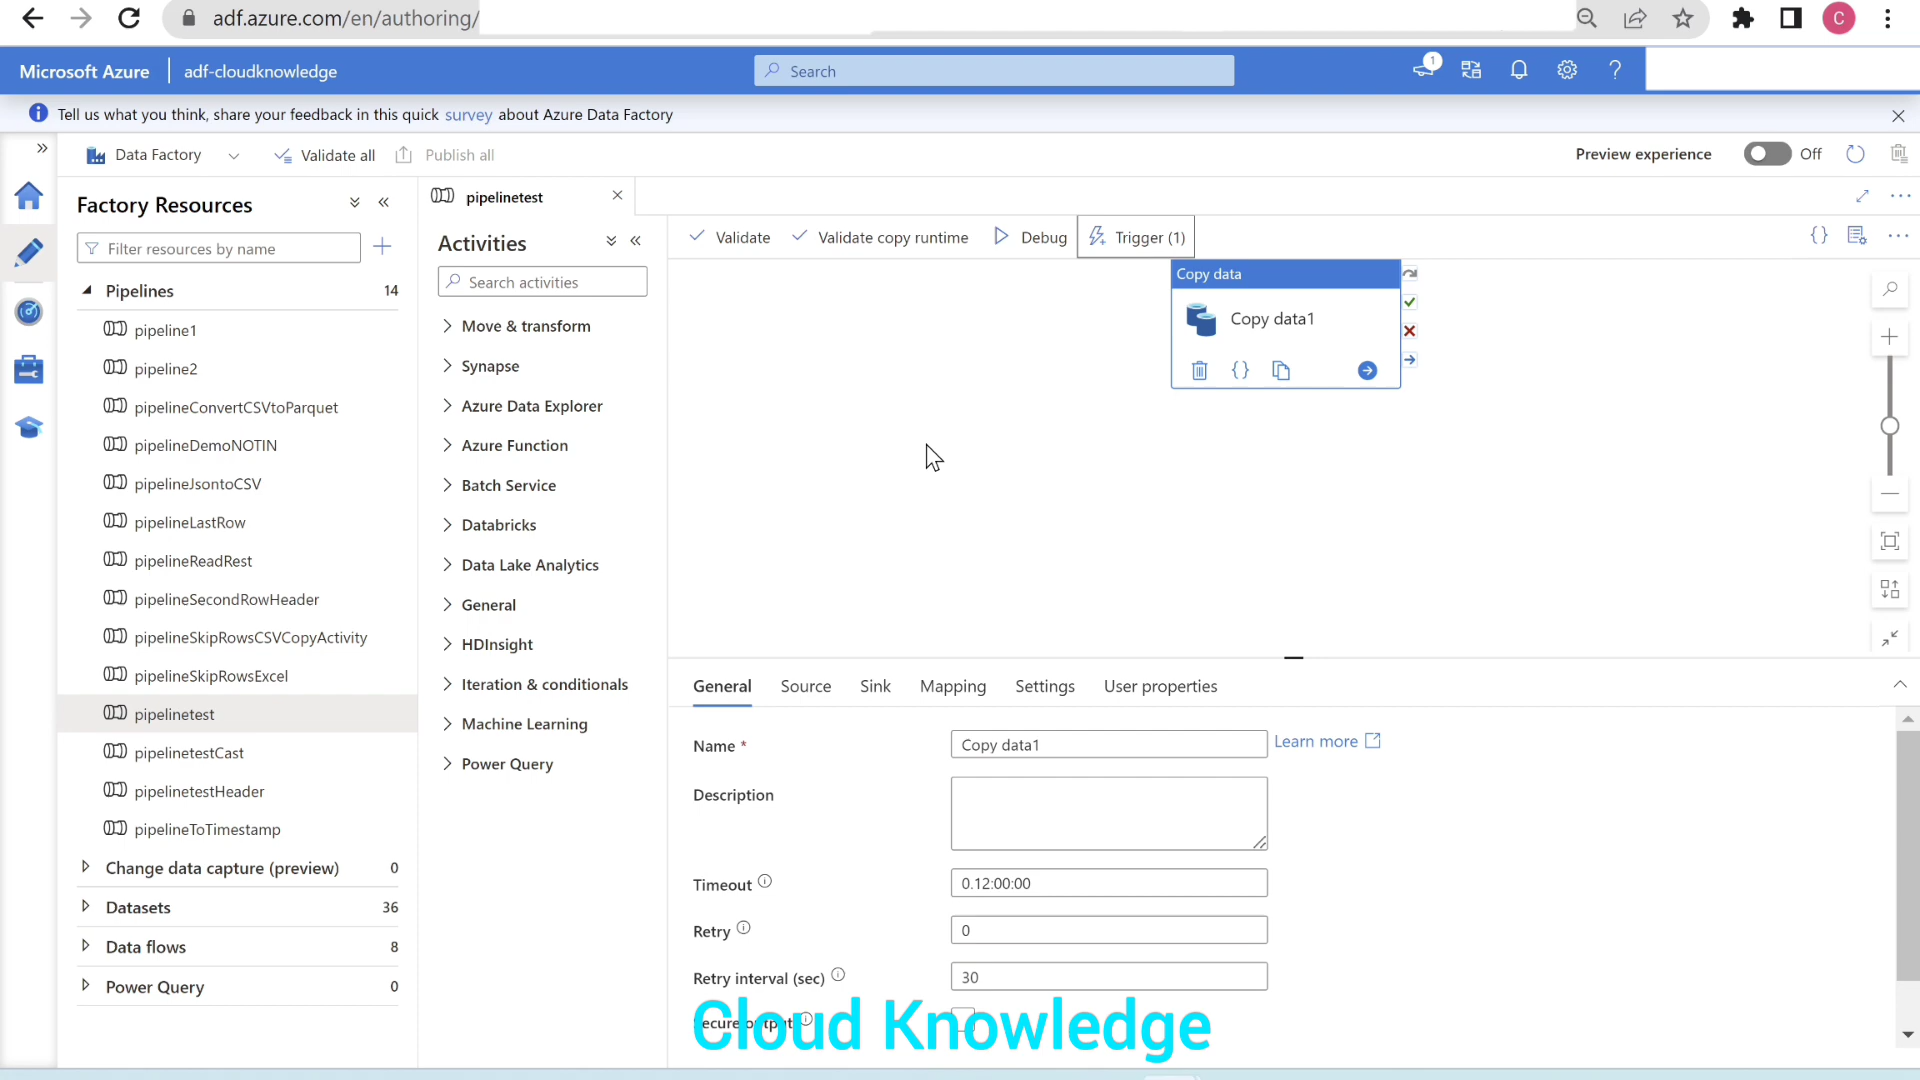 adf.azure.com/en/authoring/
C
Microsoft Azure
adf-cloudknowledge
Search
1
?
Tell us what you think, share your feedback in this quick survey about Azure Data Factory
Data Factory
Validate all
Publish all
Preview experience
Off
Factory Resources
Filter resources by name
Pipelines 14
pipeline1
pipeline2
pipelineConvertCSVtoParquet
pipelineDemoNOTIN
pipelineJsontoCSV
pipelineLastRow
pipelineReadRest
pipelineSecondRowHeader
pipelineSkipRowsCSVCopyActivity
pipelineSkipRowsExcel
pipelinetest
pipelinetestCast
pipelinetestHeader
pipelineToTimestamp
Change data capture (preview) 0
Datasets 36
Data flows 8
Power Query 0
pipelinetest
Activities
Search activities
Move & transform
Synapse
Azure Data Explorer
Azure Function
Batch Service
Databricks
Data Lake Analytics
General
HDInsight
Iteration & conditionals
Machine Learning
Power Query
Validate
Validate copy runtime
Debug
Trigger (1)
{}
Copy data
Copy data1
{}
General
Source
Sink
Mapping
Settings
User properties
Name *
Copy data1
Learn more
Description
Timeout
0.12:00:00
Retry
0
Retry interval (sec)
30
Secure output
Cloud Knowledge